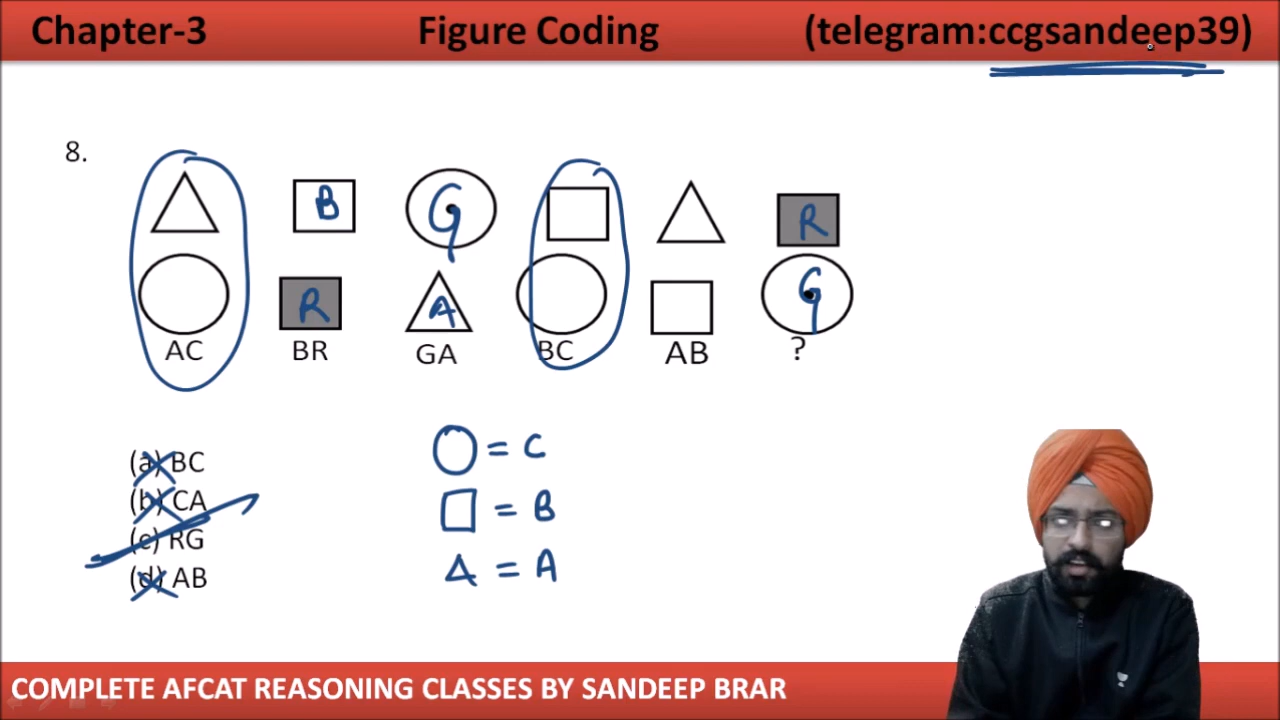 Chapter-3 Figure Coding (telegram:ccgsandeep39)
8.
B G R
R A G
AC BR GA BC AB ?
(a) BC
(b) CA
(c) RG
(d) AB
= C
= B
= A
COMPLETE AFCAT REASONING CLASSES BY SANDEEP BRAR